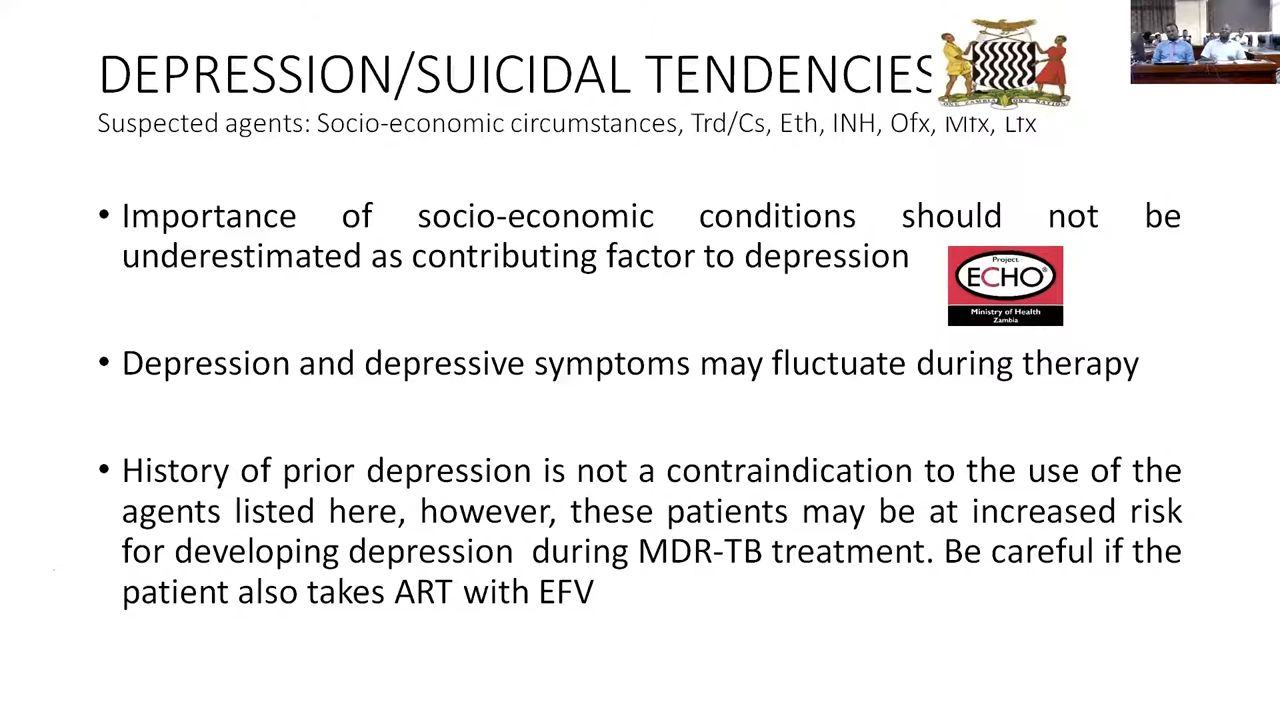 DEPRESSION/SUICIDAL TENDENCIES
Suspected agents: Socio-economic circumstances, Trd/Cs, Eth, INH, Ofx, Mfx, Lfx
ONE ZAMBIA ONE NATION
• Importance of socio-economic conditions should not be
underestimated as contributing factor to depression
Project
ECHO®
Ministry of Health
Zambia
• Depression and depressive symptoms may fluctuate during therapy
• History of prior depression is not a contraindication to the use of the
agents listed here, however, these patients may be at increased risk
for developing depression during MDR-TB treatment. Be careful if the
patient also takes ART with EFV